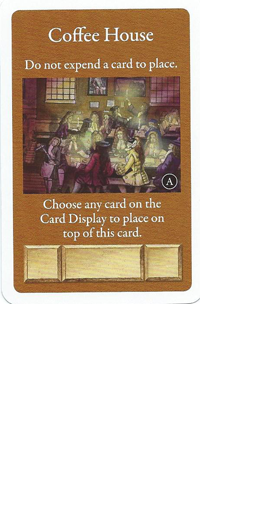 Coffee House
Do not expend a card to place.
A
Choose any card on the
Card Display to place on
top of this card.